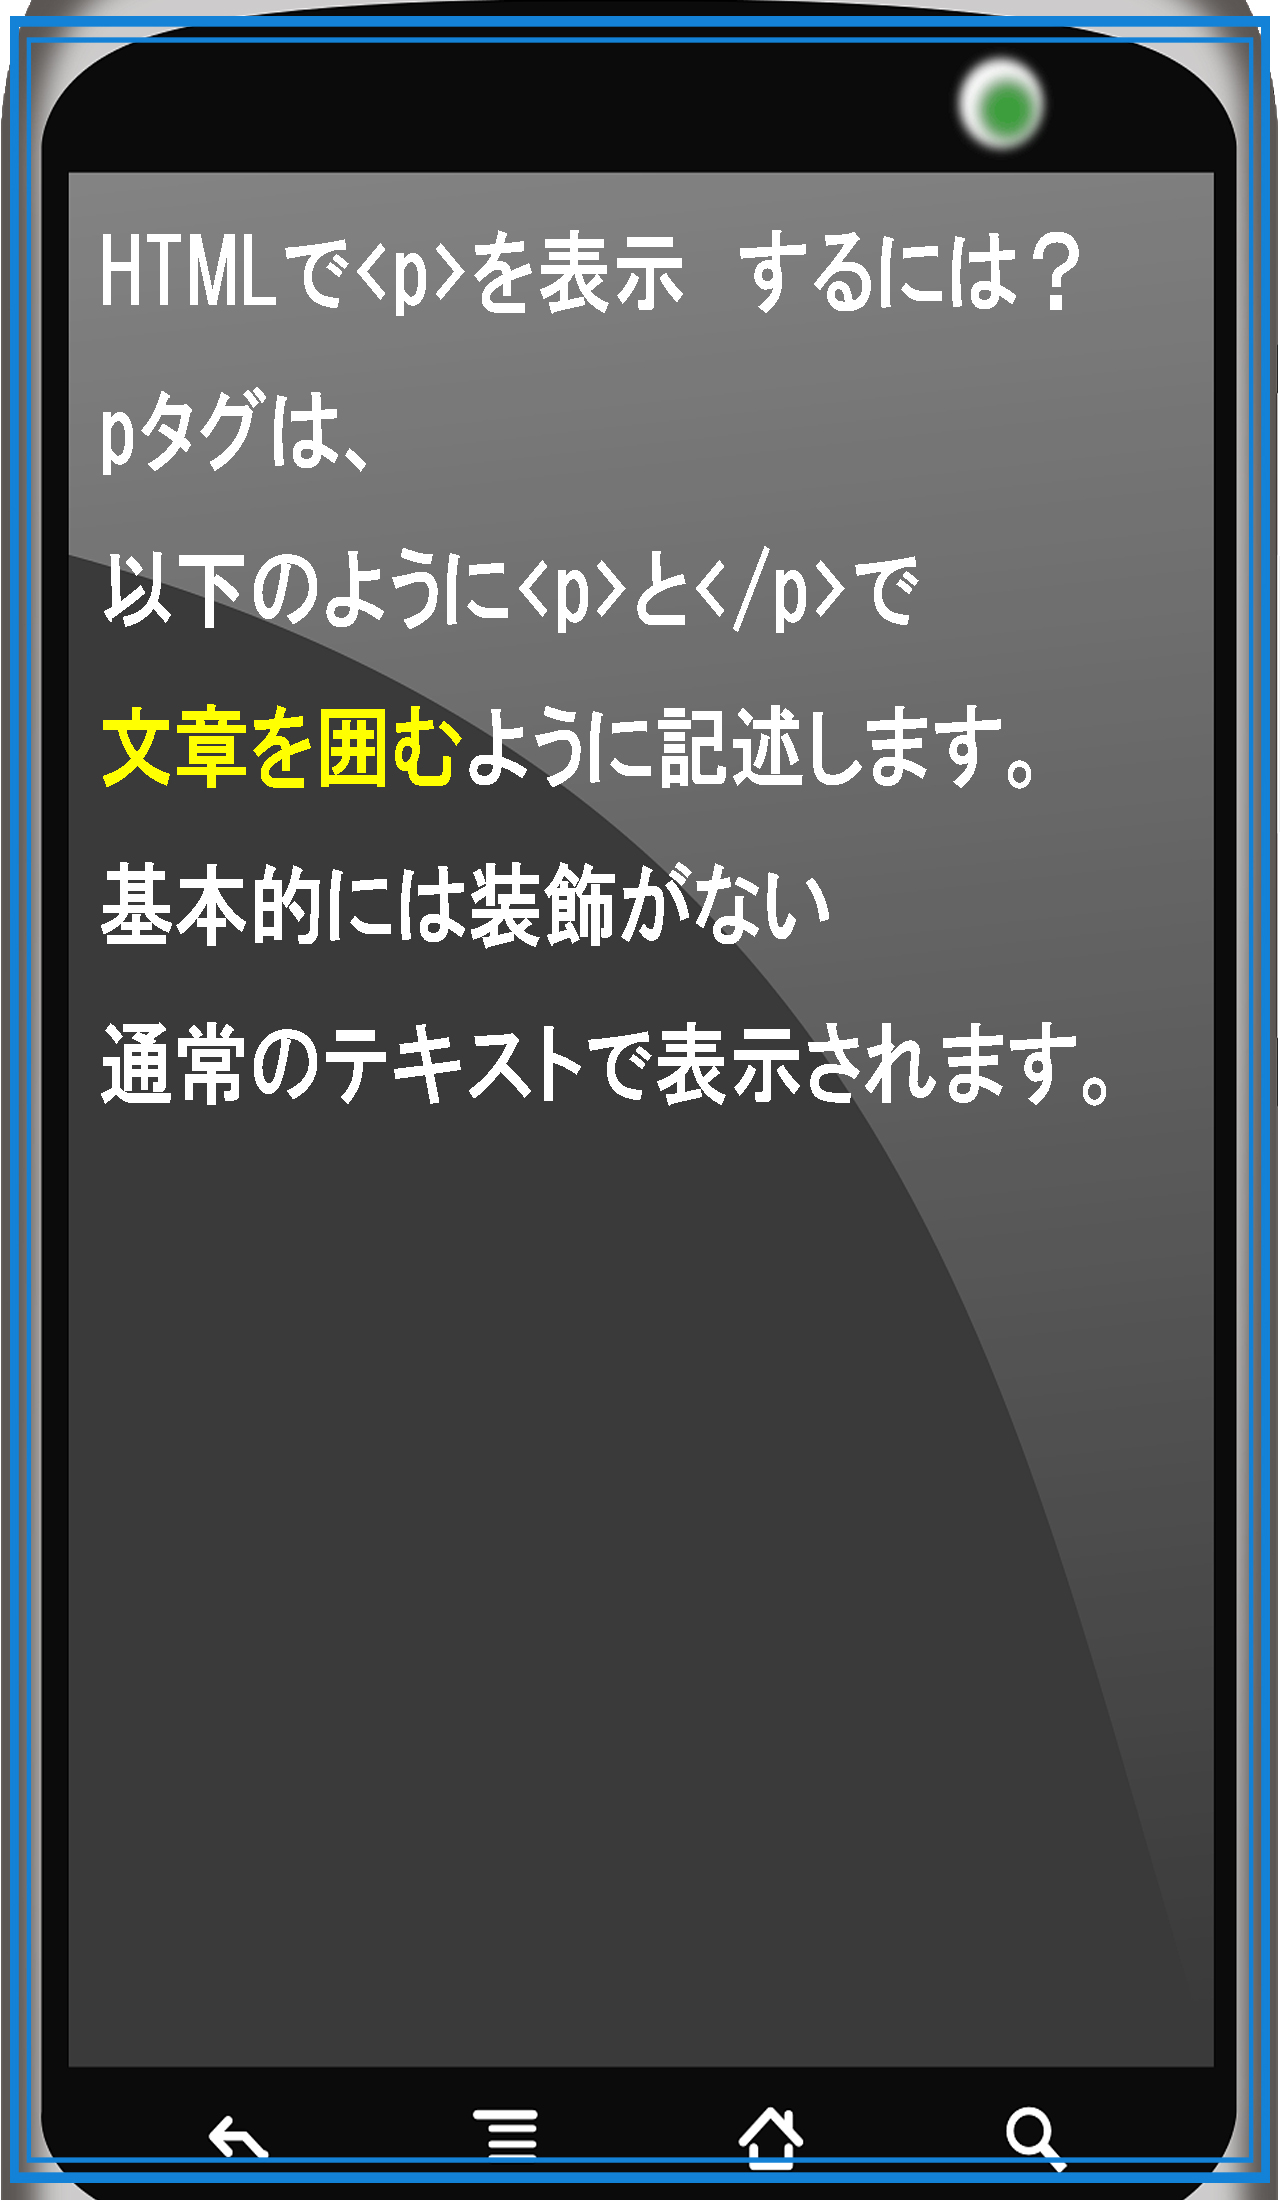 HTMLで<p>を表示　するには？
pタグは、
以下のように<p>と</p>で
文章を囲むように記述します。
基本的には装飾がない
通常のテキストで表示されます。